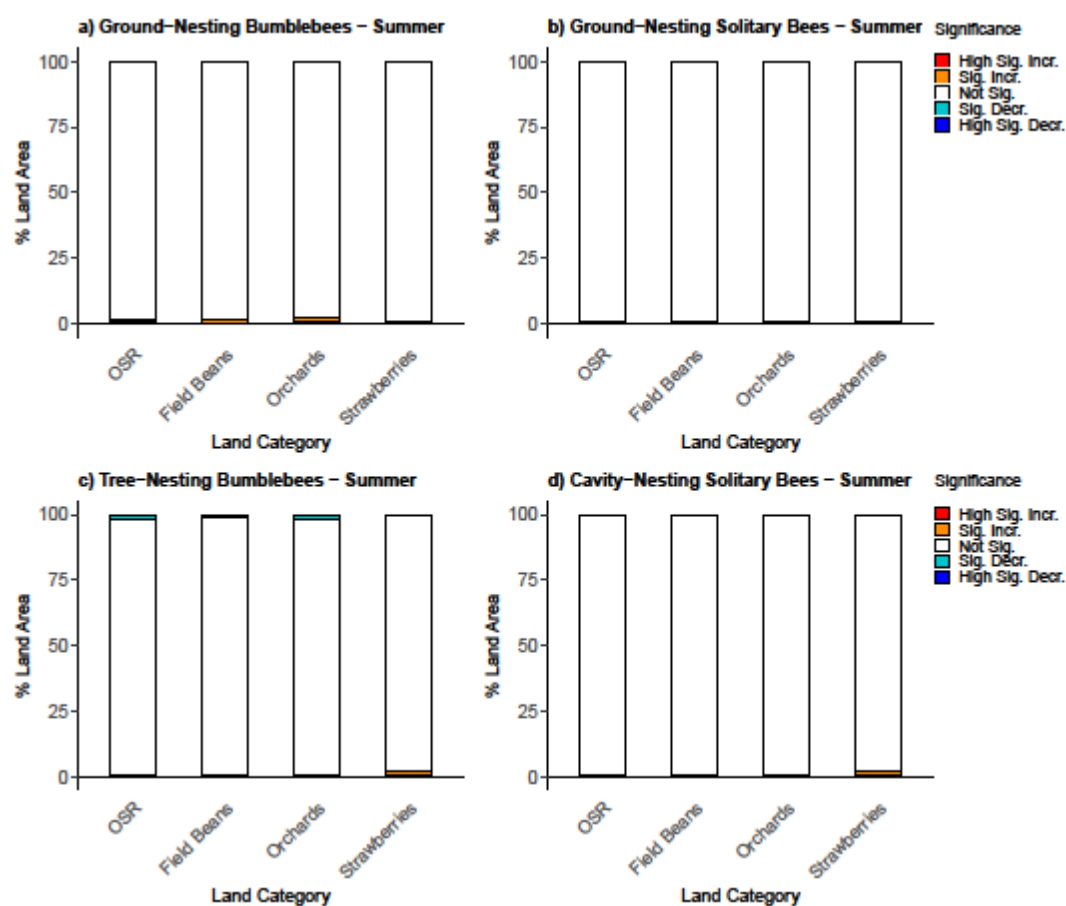 a) Ground-Nesting Bumblebees - Summer
% Land Area
100
75
50
25
0
OSR
Field Beans
Orchards
Strawberries
Land Category
b) Ground-Nesting Solitary Bees - Summer
% Land Area
100
75
50
25
0
OSR
Field Beans
Orchards
Strawberries
Land Category
Significance
High Sig. Incr.
Sig. Incr.
Not Sig.
Sig. Decr.
High Sig. Decr.
c) Tree-Nesting Bumblebees - Summer
% Land Area
100
75
50
25
0
OSR
Field Beans
Orchards
Strawberries
Land Category
d) Cavity-Nesting Solitary Bees - Summer
% Land Area
100
75
50
25
0
OSR
Field Beans
Orchards
Strawberries
Land Category
Significance
High Sig. Incr.
Sig. Incr.
Not Sig.
Sig. Decr.
High Sig. Decr.